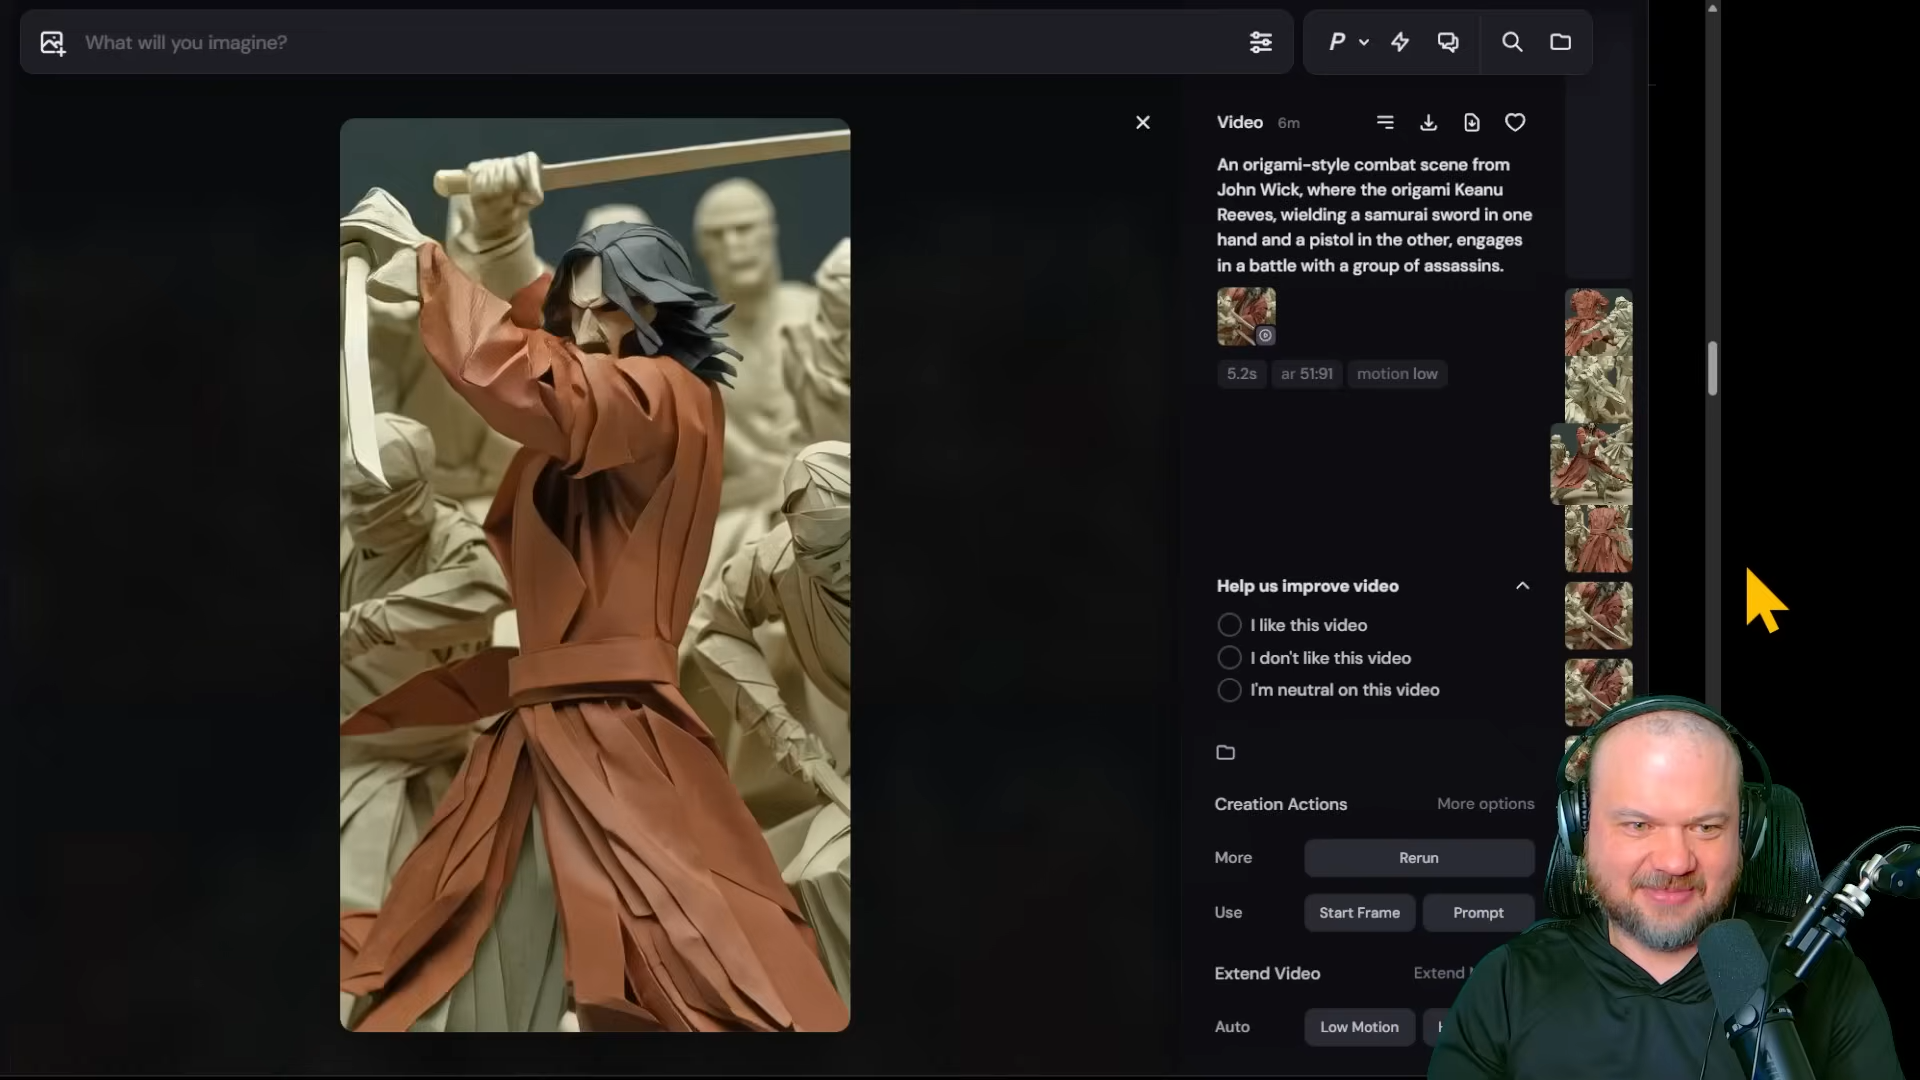 What will you imagine?
P
Video 6m
An origami-style combat scene from
John Wick, where the origami Keanu
Reeves, wielding a samurai sword in one
hand and a pistol in the other, engages
in a battle with a group of assassins.
5.2s ar 51:91 motion low
Help us improve video
I like this video
I don't like this video
I'm neutral on this video
Creation Actions More options
More Rerun
Use Start Frame Prompt
Extend Video Extend
Auto Low Motion H